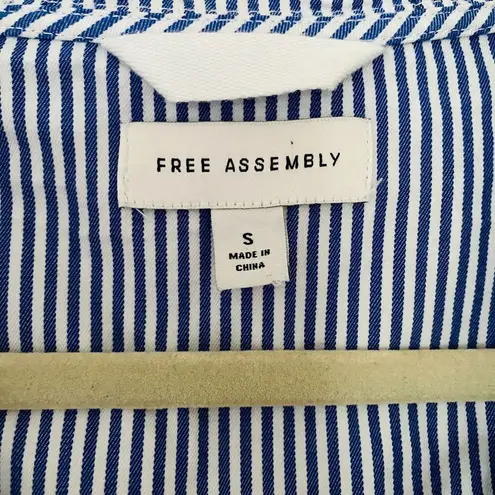 FREE ASSEMBLY
S
MADE IN
CHINA